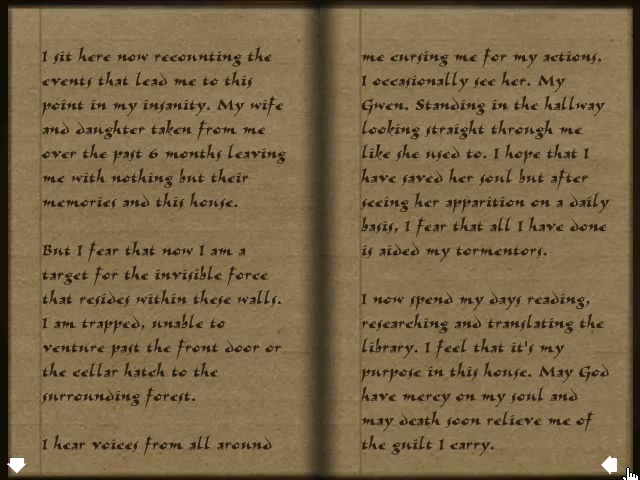 I sit here now recounting the
events that lead me to this
point in my insanity. My wife
and daughter taken from me
over the past 6 months leaving
me with nothing but their
memories and this house.
But I fear that now I am a
target for the invisible force
that resides within these walls.
I am trapped, unable to
venture past the front door or
the cellar hatch to the
surrounding forest.
I hear voices from all around
me cursing me for my actions.
I occasionally see her. My
Gwen. Standing in the hallway
looking straight through me
like she used to. I hope that I
have saved her soul but after
seeing her apparition on a daily
basis, I fear that all I have done
is aided my tormentors.
I now spend my days reading,
researching and translating the
library. I feel that it's my
purpose in this house. May God
have mercy on my soul and
may death soon relieve me of
the guilt I carry.